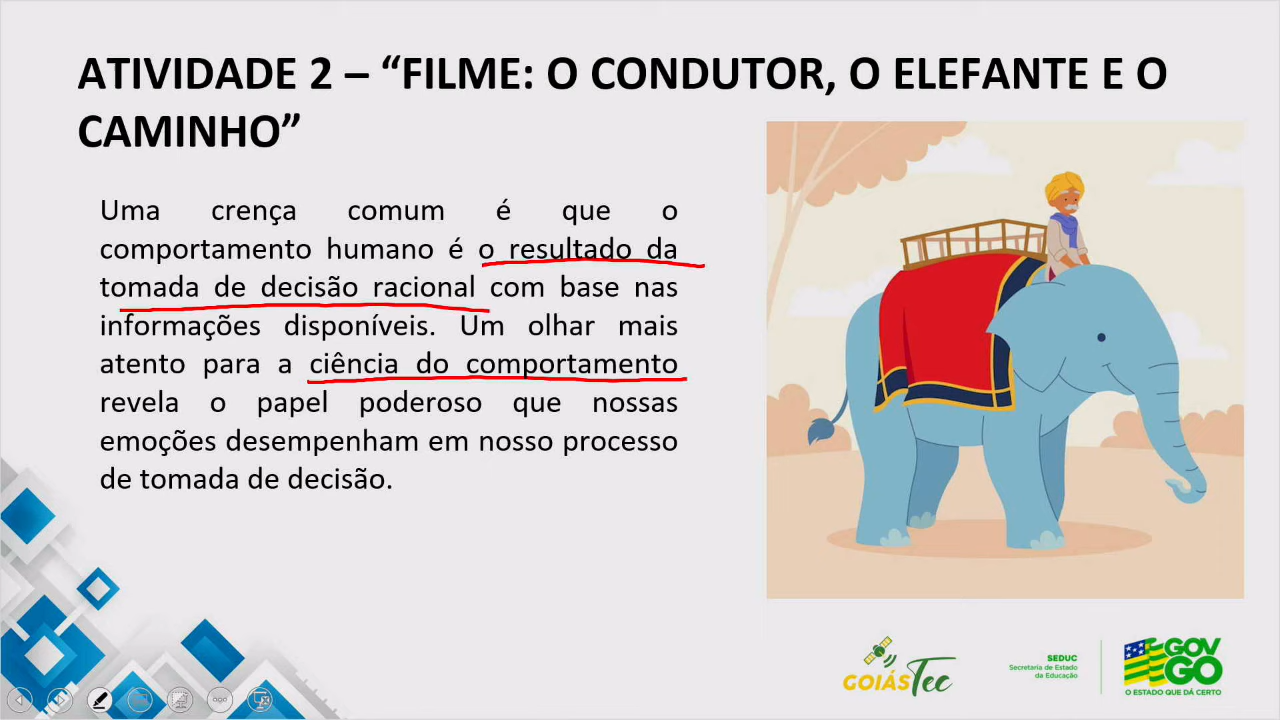 ATIVIDADE 2 – “FILME: O CONDUTOR, O ELEFANTE E O
CAMINHO”
Uma crença comum é que o
comportamento humano é o resultado da
tomada de decisão racional com base nas
informações disponíveis. Um olhar mais
atento para a ciência do comportamento
revela o papel poderoso que nossas
emoções desempenham em nosso processo
de tomada de decisão.
GOIÁSTec
SEDUC
Secretaria de Estado
da Educação
GOV
GO
O ESTADO QUE DÁ CERTO